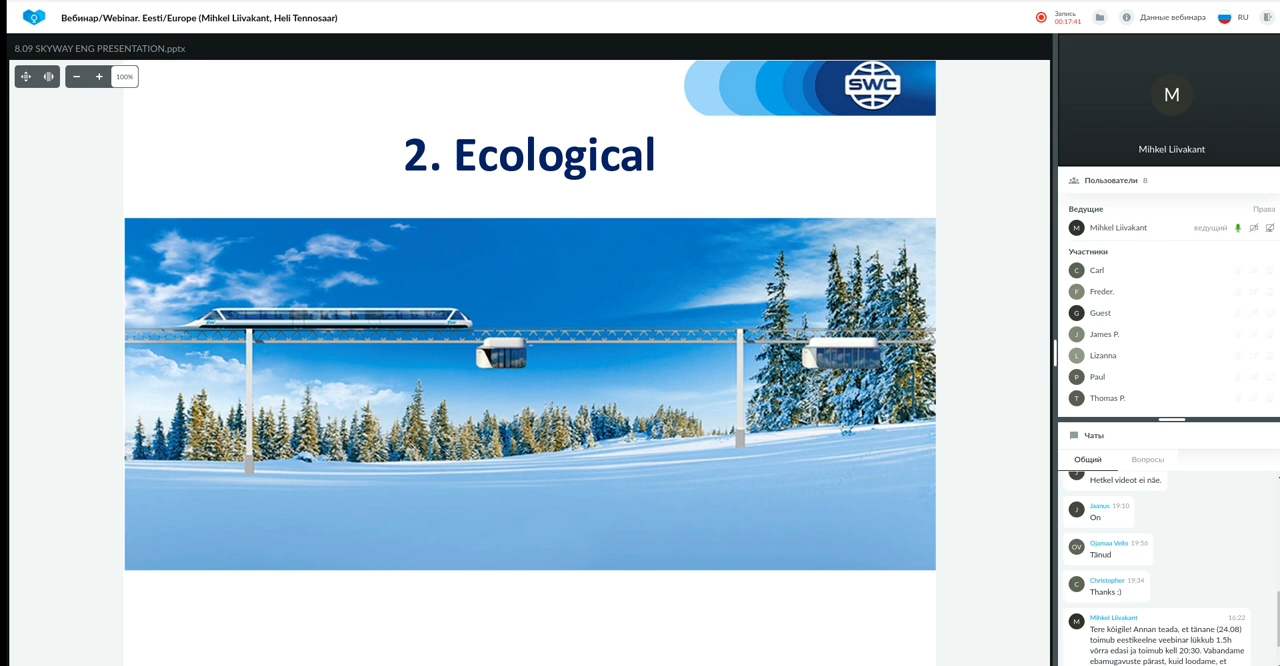 Вебинар/Webinar. Eesti/Europe (Mihkel Liivakant, Heli Tennosaar)
Запись
00:17:41
Данные вебинара
RU
8.09 SKYWAY ENG PRESENTATION.pptx
100%
SWC
2. Ecological
M
Mihkel Liivakant
Пользователи 8
Ведущие Права
M Mihkel Liivakant ведущий
Участники
C Carl
F Freder.
G Guest
J James P.
L Lizanna
P Paul
T Thomas P.
Чаты
Общий Вопросы
Hetkel videot ei näe.
J Jaanus 19:10
On
OV Ojamaa Vello 19:56
Tänud
C Christopher 19:34
Thanks :)
M Mihkel Liivakant 16:22
Tere kõigile! Annan teada, et tänane (24.08)
toimub eestikeelne veebinar lükkub 1.5h
võrra edasi ja toimub kell 20:30. Vabandame
ebamugavuste pärast, kuid loodame, et